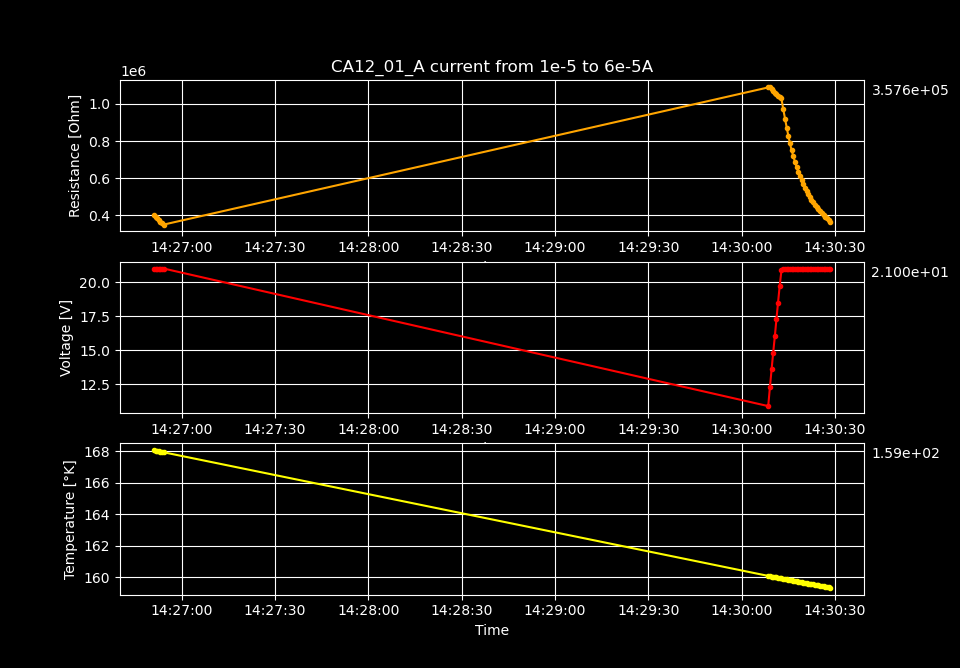 CA12_01_A current from 1e-5 to 6e-5A
1e6
3.576e+05
Resistance [Ohm]
1.0
0.8
0.6
0.4
14:27:00 14:27:30 14:28:00 14:28:30 14:29:00 14:29:30 14:30:00 14:30:30
2.100e+01
Voltage [V]
20.0
17.5
15.0
12.5
14:27:00 14:27:30 14:28:00 14:28:30 14:29:00 14:29:30 14:30:00 14:30:30
1.59e+02
Temperature [°K]
168
166
164
162
160
14:27:00 14:27:30 14:28:00 14:28:30 14:29:00 14:29:30 14:30:00 14:30:30
Time